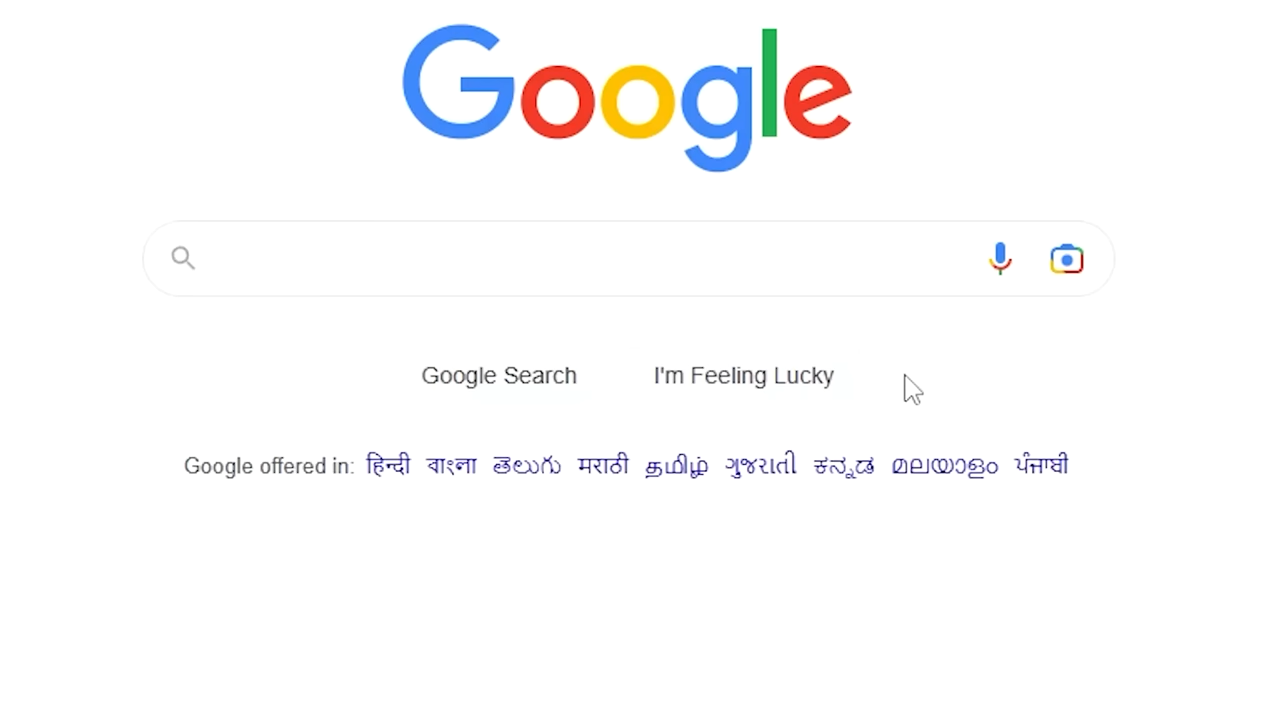 Google
Google Search I'm Feeling Lucky
Google offered in: हिन्दी বাংলা తెలుగు मराठी தமிழ் ગુજરાતી ಕನ್ನಡ മലയാളം ਪੰਜਾਬੀ